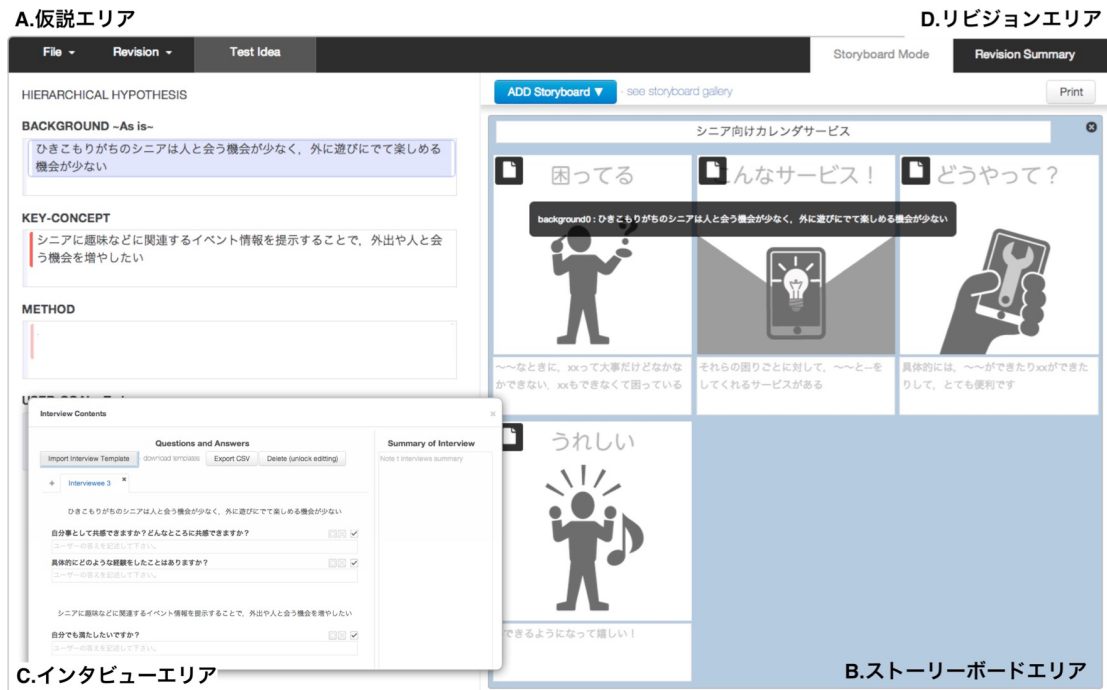 A.仮説エリア
D.リビジョンエリア
File
Revision
Test Idea
Storyboard Mode
Revision Summary
HIERARCHICAL HYPOTHESIS
ADD Storyboard ▼
- see storyboard gallery
Print
BACKGROUND ~As is~
ひきこもりがちのシニアは人と会う機会が少なく，外に遊びにでて楽しめる
機会が少ない
KEY-CONCEPT
シニアに趣味などに関連するイベント情報を提示することで，外出や人と会
う機会を増やしたい
METHOD
シニア向けカレンダサービス
困ってる
んなサービス！
どうやって？
background0 : ひきこもりがちのシニアは人と会う機会が少なく，外に遊びにでて楽しめる機会が少ない
～～なときに，xxって大事だけどなかな
かできない，xxもできなくて困っている
それらの困りごとに対して，～～と―を
してくれるサービスがある
具体的には，～～ができたりxxができた
りして，とても便利です
うれしい
できるようになって嬉しい！
Interview Contents
Questions and Answers
Summary of Interview
Import Interview Template
download templates
Export CSV
Delete (unlock editting)
Note t interviews summary
+
Interviewee 3
ひきこもりがちのシニアは人と会う機会が少なく，外に遊びにでて楽しめる機会が少ない
自分事として共感できますか？どんなところに共感できますか？
ユーザーの答えを記述して下さい。
具体的にどのような経験をしたことはありますか？
ユーザーの答えを記述して下さい。
シニアに趣味などに関連するイベント情報を提示することで，外出や人と会う機会を増やしたい
自分でも満たしたいですか？
ユーザーの答えを記述して下さい。
C.インタビューエリア
B.ストーリーボードエリア